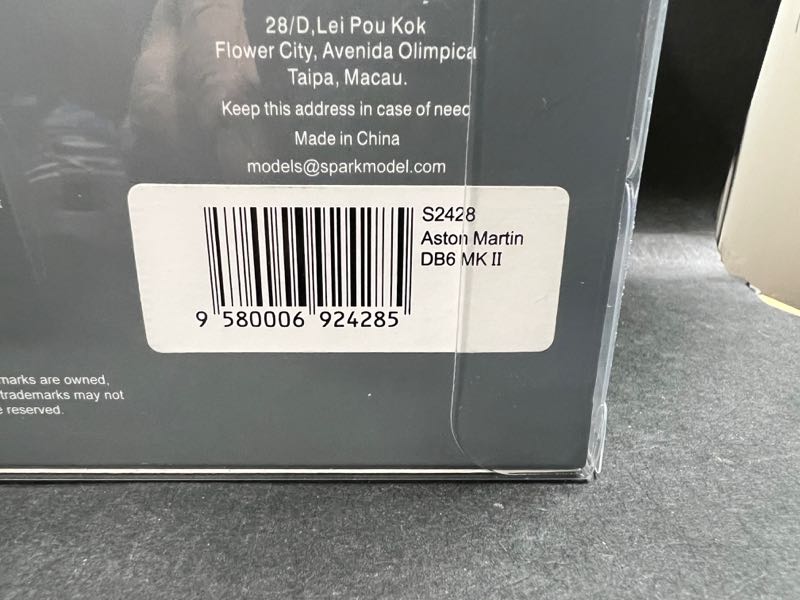 28/D,Lei Pou Kok
Flower City, Avenida Olimpica
Taipa, Macau.
Keep this address in case of need
Made in China
models@sparkmodel.com
S2428
Aston Martin
DB6 MK II
9 580006 924285
marks are owned,
trademarks may not
reserved.